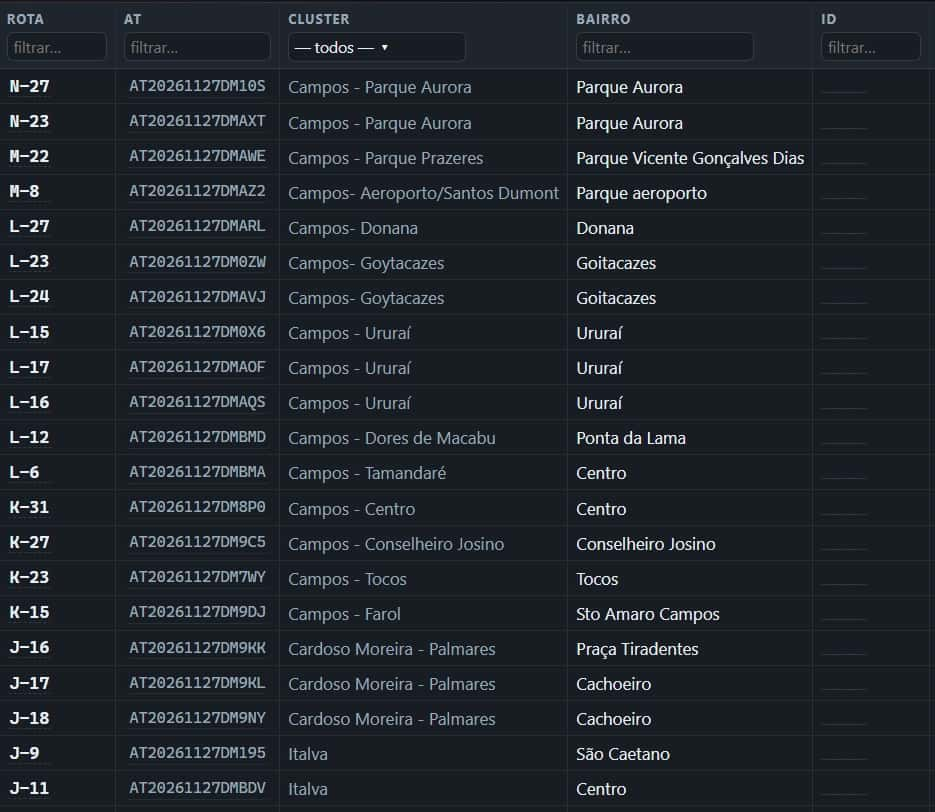 ROTA AT CLUSTER BAIRRO ID
filtrar... filtrar... — todos — ▾ filtrar... filtrar...
N-27 AT20261127DM10S Campos - Parque Aurora Parque Aurora
N-23 AT20261127DMAXT Campos - Parque Aurora Parque Aurora
M-22 AT20261127DMAWE Campos - Parque Prazeres Parque Vicente Gonçalves Dias
M-8 AT20261127DMAZ2 Campos- Aeroporto/Santos Dumont Parque aeroporto
L-27 AT20261127DMARL Campos- Donana Donana
L-23 AT20261127DM0ZW Campos- Goytacazes Goitacazes
L-24 AT20261127DMAVJ Campos- Goytacazes Goitacazes
L-15 AT20261127DM0X6 Campos - Ururaí Ururaí
L-17 AT20261127DMAOF Campos - Ururaí Ururaí
L-16 AT20261127DMAQS Campos - Ururaí Ururaí
L-12 AT20261127DMBMD Campos - Dores de Macabu Ponta da Lama
L-6 AT20261127DMBMA Campos - Tamandaré Centro
K-31 AT20261127DM8P0 Campos - Centro Centro
K-27 AT20261127DM9C5 Campos - Conselheiro Josino Conselheiro Josino
K-23 AT20261127DM7WY Campos - Tocos Tocos
K-15 AT20261127DM9DJ Campos - Farol Sto Amaro Campos
J-16 AT20261127DM9KK Cardoso Moreira - Palmares Praça Tiradentes
J-17 AT20261127DM9KL Cardoso Moreira - Palmares Cachoeiro
J-18 AT20261127DM9NY Cardoso Moreira - Palmares Cachoeiro
J-9 AT20261127DM195 Italva São Caetano
J-11 AT20261127DMBDV Italva Centro